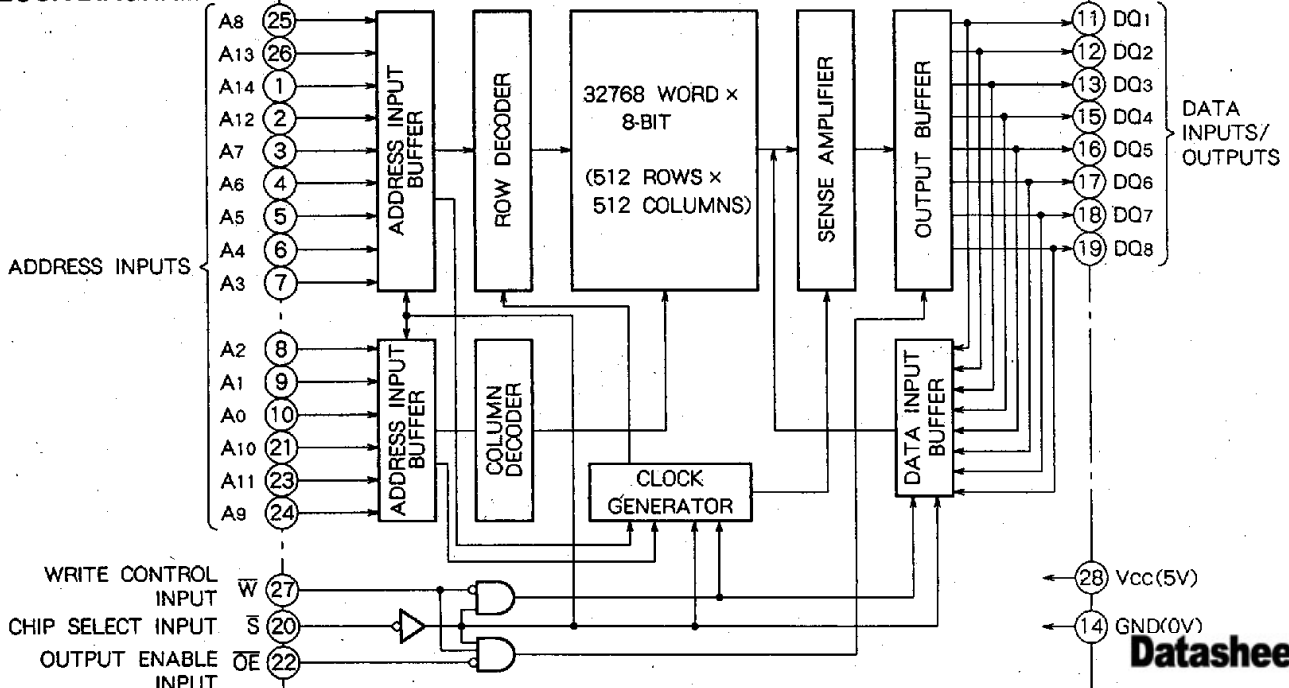 A8 25
A13 26
A14 1
A12 2
A7 3
A6 4
A5 5
A4 6
A3 7
ADDRESS INPUTS
A2 8
A1 9
A0 10
A10 21
A11 23
A9 24
ADDRESS INPUT
BUFFER
ROW DECODER
32768 WORD ×
8-BIT
(512 ROWS ×
512 COLUMNS)
SENSE AMPLIFIER
OUTPUT BUFFER
11 DQ1
12 DQ2
13 DQ3
15 DQ4
16 DQ5
17 DQ6
18 DQ7
19 DQ8
DATA
INPUTS/
OUTPUTS
ADDRESS INPUT
BUFFER
COLUMN
DECODER
CLOCK
GENERATOR
DATA INPUT
BUFFER
WRITE CONTROL
INPUT
W̅ 27
CHIP SELECT INPUT S̅ 20
OUTPUT ENABLE
INPUT
O̅E̅ 22
28 Vcc(5V)
14 GND(0V)